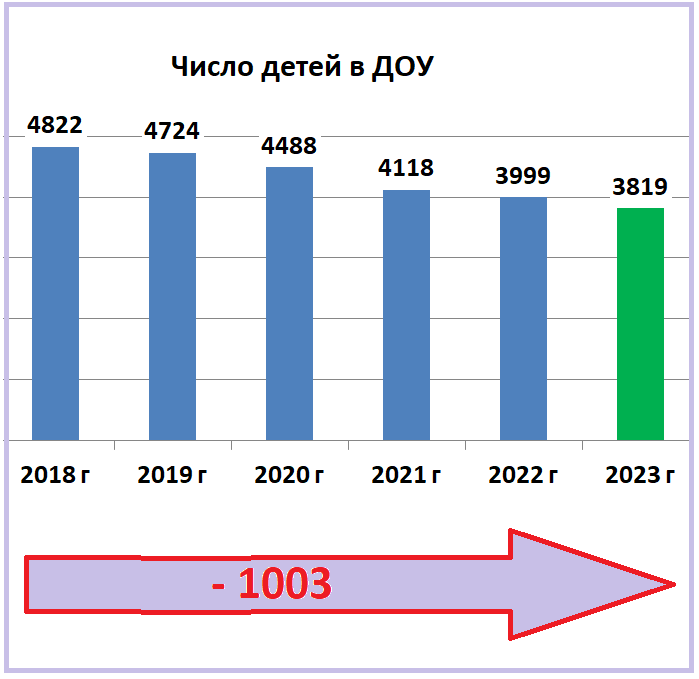 Число детей в ДОУ
4822
4724
4488
4118
3999
3819
2018 г
2019 г
2020 г
2021 г
2022 г
2023 г
- 1003